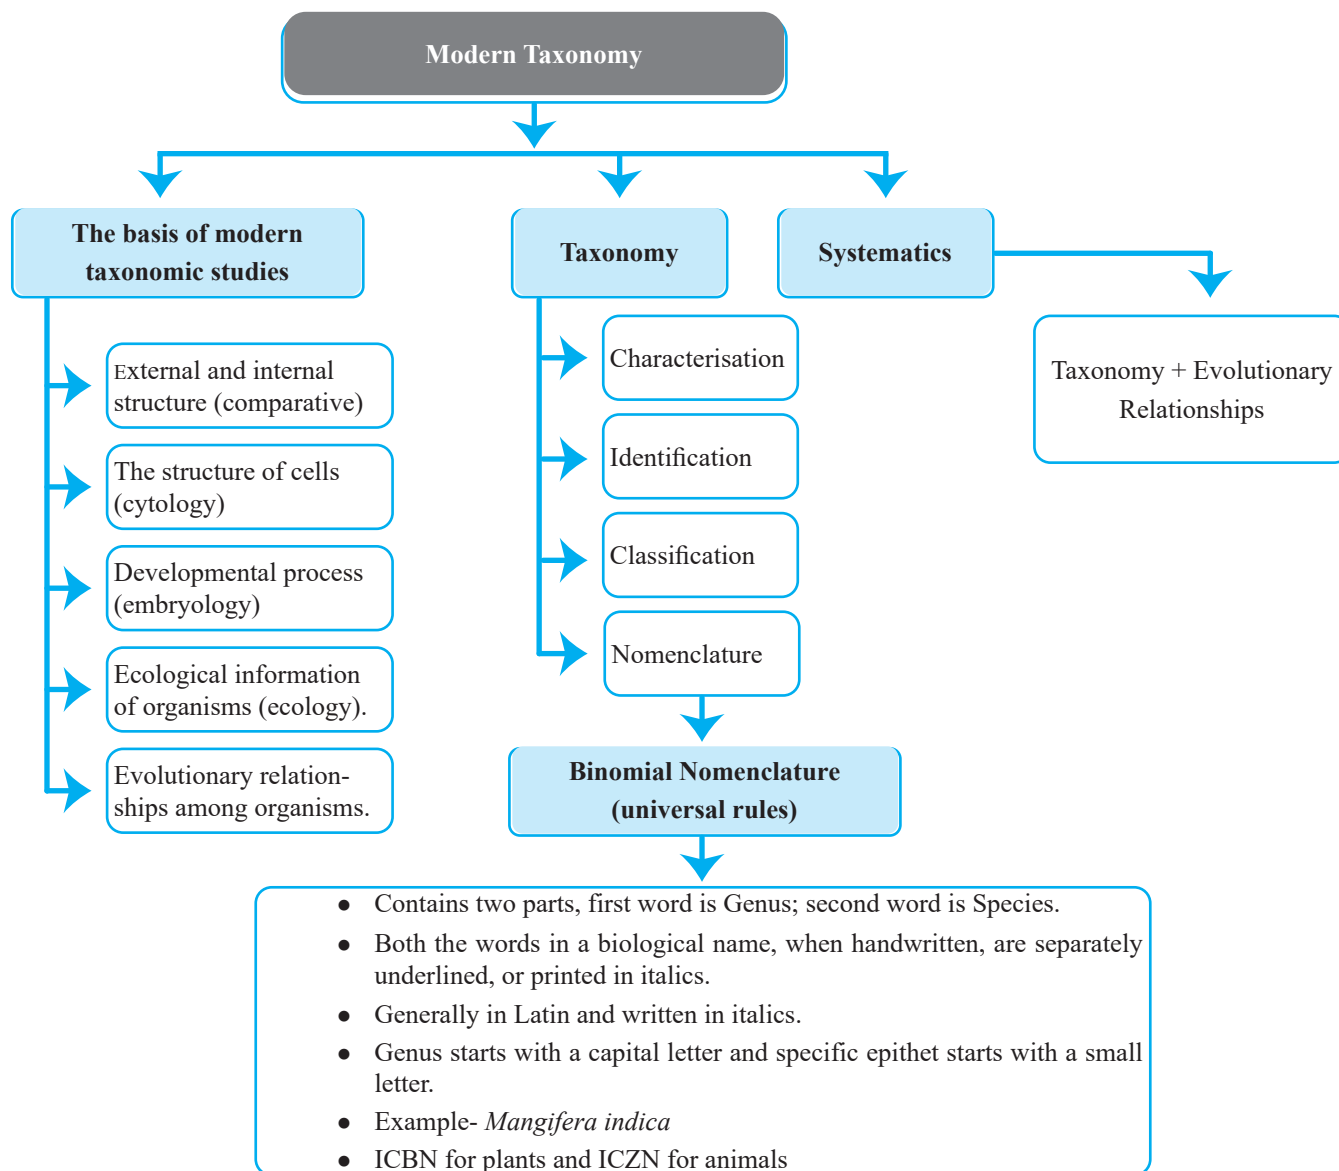 Modern Taxonomy
The basis of modern
taxonomic studies
External and internal
structure (comparative)
The structure of cells
(cytology)
Developmental process
(embryology)
Ecological information
of organisms (ecology).
Evolutionary relation-
ships among organisms.
Taxonomy
Characterisation
Identification
Classification
Nomenclature
Binomial Nomenclature
(universal rules)
● Contains two parts, first word is Genus; second word is Species.
● Both the words in a biological name, when handwritten, are separately
underlined, or printed in italics.
● Generally in Latin and written in italics.
● Genus starts with a capital letter and specific epithet starts with a small
letter.
● Example- Mangifera indica
● ICBN for plants and ICZN for animals
Systematics
Taxonomy + Evolutionary
Relationships